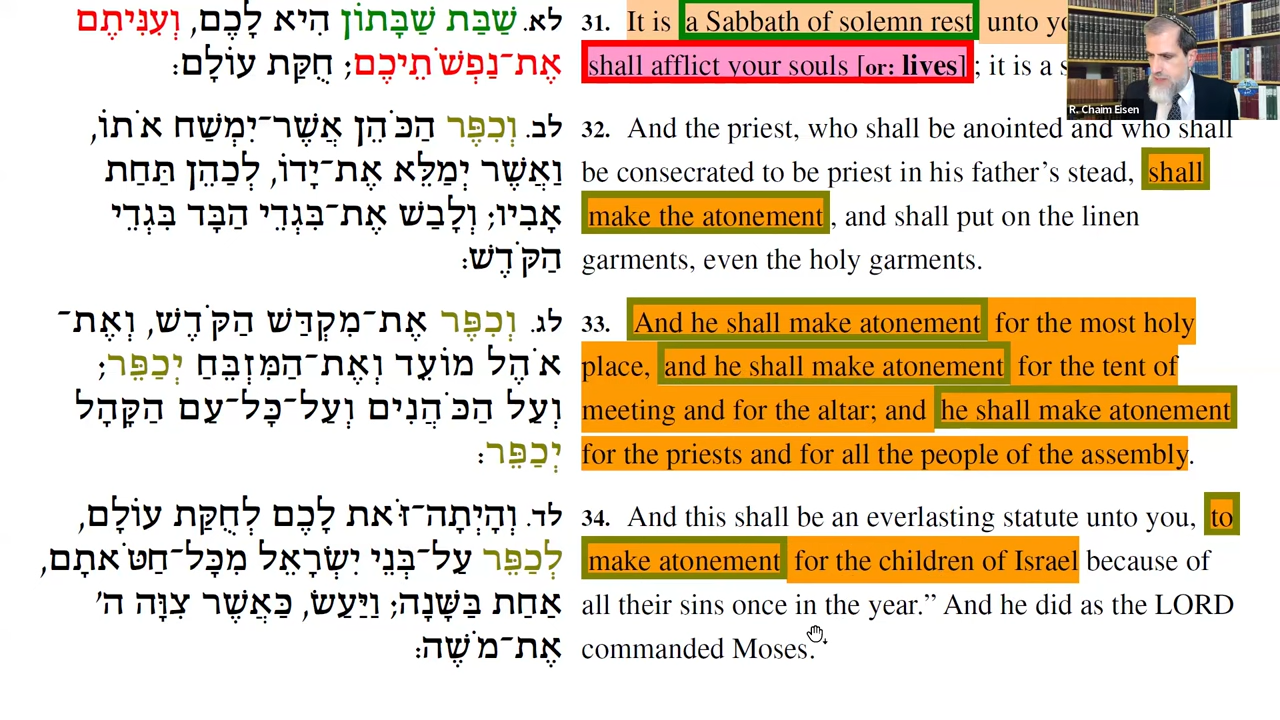 לא. שַׁבַּת שַׁבָּתוֹן הִיא לָכֶם, וְעִנִּיתֶם
אֶת־נַפְשֹׁתֵיכֶם; חֻקַּת עוֹלָם:
לב. וְכִפֶּר הַכֹּהֵן אֲשֶׁר־יִמְשַׁח אֹתוֹ,
וַאֲשֶׁר יְמַלֵּא אֶת־יָדוֹ, לְכַהֵן תַּחַת
אָבִיו; וְלָבַשׁ אֶת־בִּגְדֵי הַבָּד בִּגְדֵי
הַקֹּדֶשׁ:
לג. וְכִפֶּר אֶת־מִקְדַּשׁ הַקֹּדֶשׁ, וְאֶת־
אֹהֶל מוֹעֵד וְאֶת־הַמִּזְבֵּחַ יְכַפֵּר;
וְעַל הַכֹּהֲנִים וְעַל־כָּל־עַם הַקָּהָל
יְכַפֵּר:
לד. וְהָיְתָה־זֹּאת לָכֶם לְחֻקַּת עוֹלָם,
לְכַפֵּר עַל־בְּנֵי יִשְׂרָאֵל מִכָּל־חַטֹּאתָם,
אַחַת בַּשָּׁנָה; וַיַּעַשׂ, כַּאֲשֶׁר צִוָּה ה'
אֶת־מֹשֶׁה:
31. It is a Sabbath of solemn rest unto
shall afflict your souls [or: lives]; it is a
32. And the priest, who shall be anointed and who shall
be consecrated to be priest in his father's stead, shall
make the atonement, and shall put on the linen
garments, even the holy garments.
33. And he shall make atonement for the most holy
place, and he shall make atonement for the tent of
meeting and for the altar; and he shall make atonement
for the priests and for all the people of the assembly.
34. And this shall be an everlasting statute unto you, to
make atonement for the children of Israel because of
all their sins once in the year.” And he did as the LORD
commanded Moses.
R. Chaim Eisen